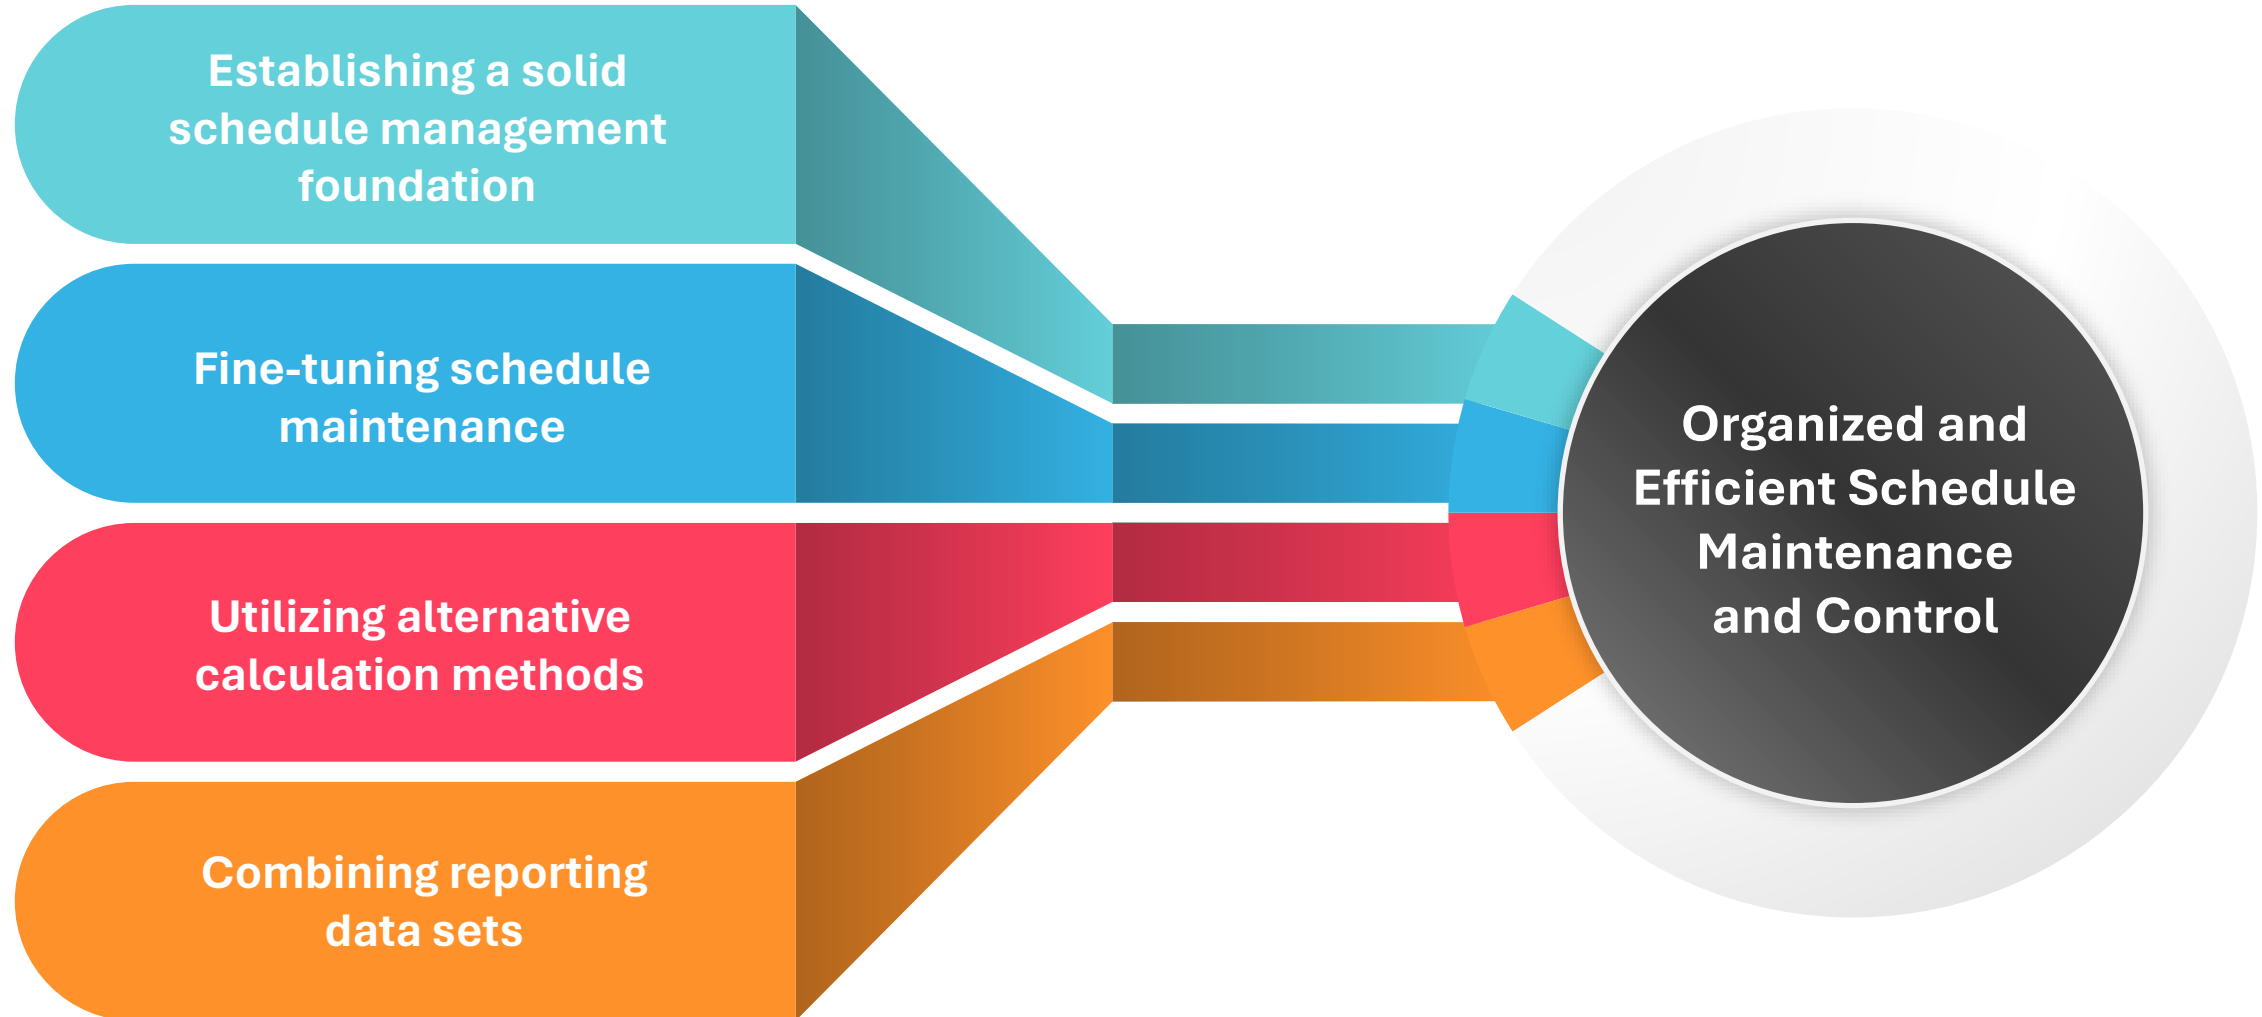 Establishing a solid
schedule management
foundation
Fine-tuning schedule
maintenance
Utilizing alternative
calculation methods
Combining reporting
data sets
Organized and
Efficient Schedule
Maintenance
and Control